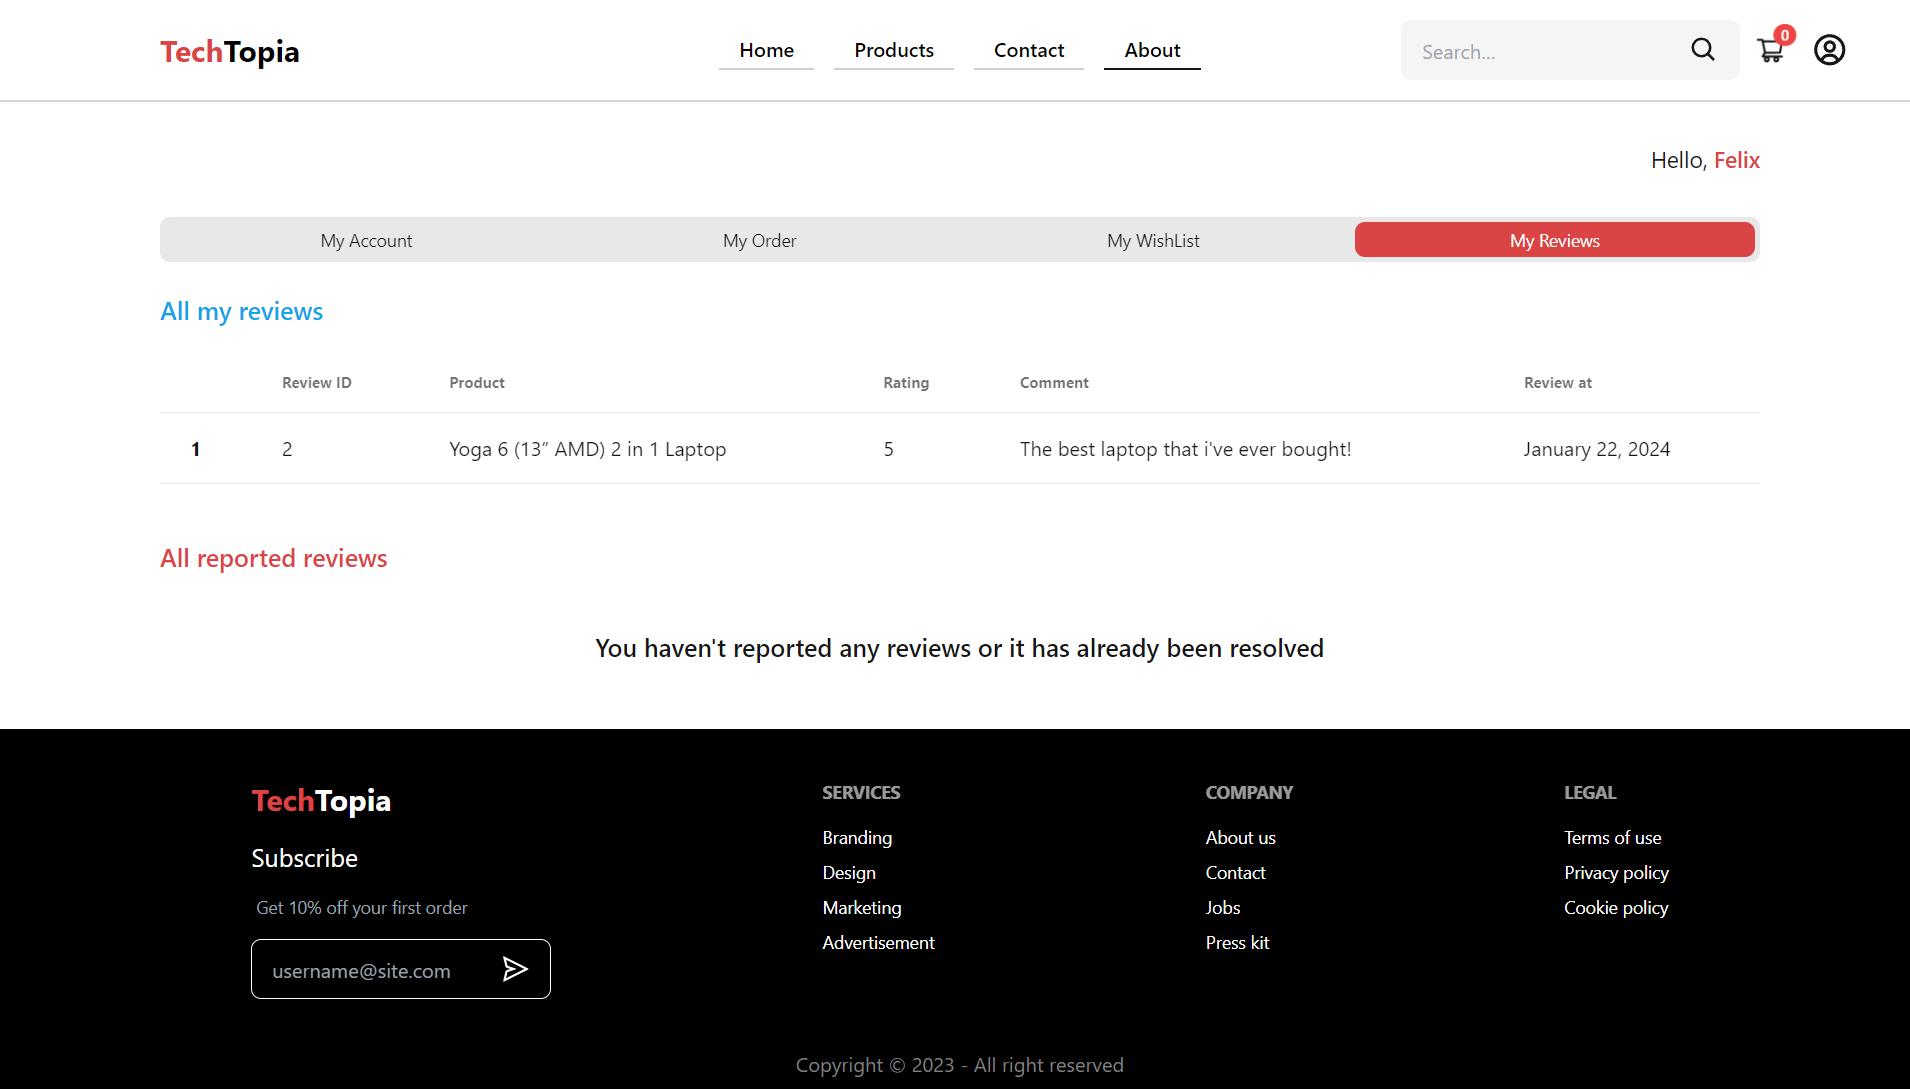 TechTopia
Home Products Contact About
Search...
0
Hello, Felix
My Account My Order My WishList My Reviews
All my reviews
Review ID Product Rating Comment Review at
1 2 Yoga 6 (13” AMD) 2 in 1 Laptop 5 The best laptop that i've ever bought! January 22, 2024
All reported reviews
You haven't reported any reviews or it has already been resolved
TechTopia
Subscribe
Get 10% off your first order
username@site.com
SERVICES
Branding
Design
Marketing
Advertisement
COMPANY
About us
Contact
Jobs
Press kit
LEGAL
Terms of use
Privacy policy
Cookie policy
Copyright © 2023 - All right reserved